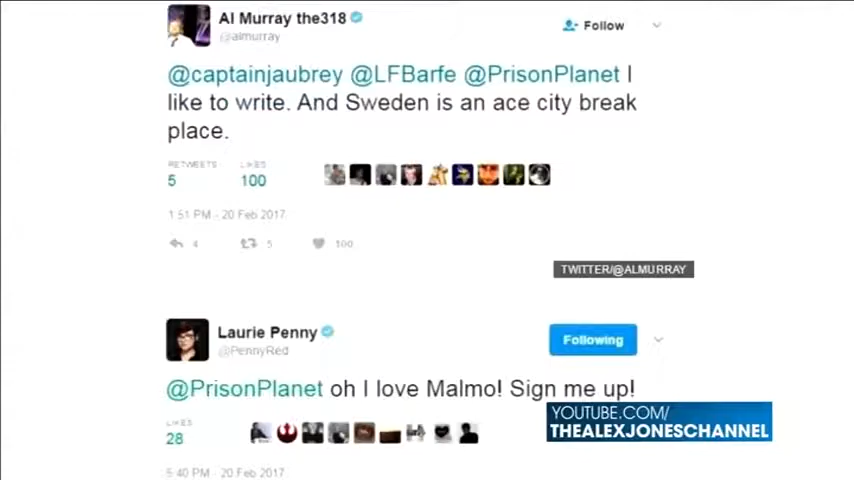 Al Murray the318
@almurray
Follow
@captainjaubrey @LFBarfe @PrisonPlanet I
like to write. And Sweden is an ace city break
place.
RETWEETS LIKES
5 100
1:51 PM - 20 Feb 2017
4 5 100
TWITTER/@ALMURRAY
Laurie Penny
@PennyRed
Following
@PrisonPlanet oh I love Malmo! Sign me up!
LIKES
28
YOUTUBE.COM/
THEALEXJONESCHANNEL
5:40 PM - 20 Feb 2017